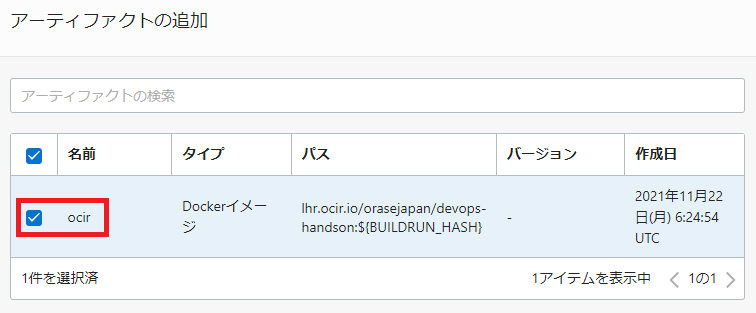 アーティファクトの追加
アーティファクトの検索
名前 タイプ パス バージョン 作成日
ocir
Dockerイメー
ジ
lhr.ocir.io/orasejapan/devops-
handson:${BUILDRUN_HASH}
-
2021年11月22
日(月) 6:24:54
UTC
1件を選択済 1アイテムを表示中 1の1